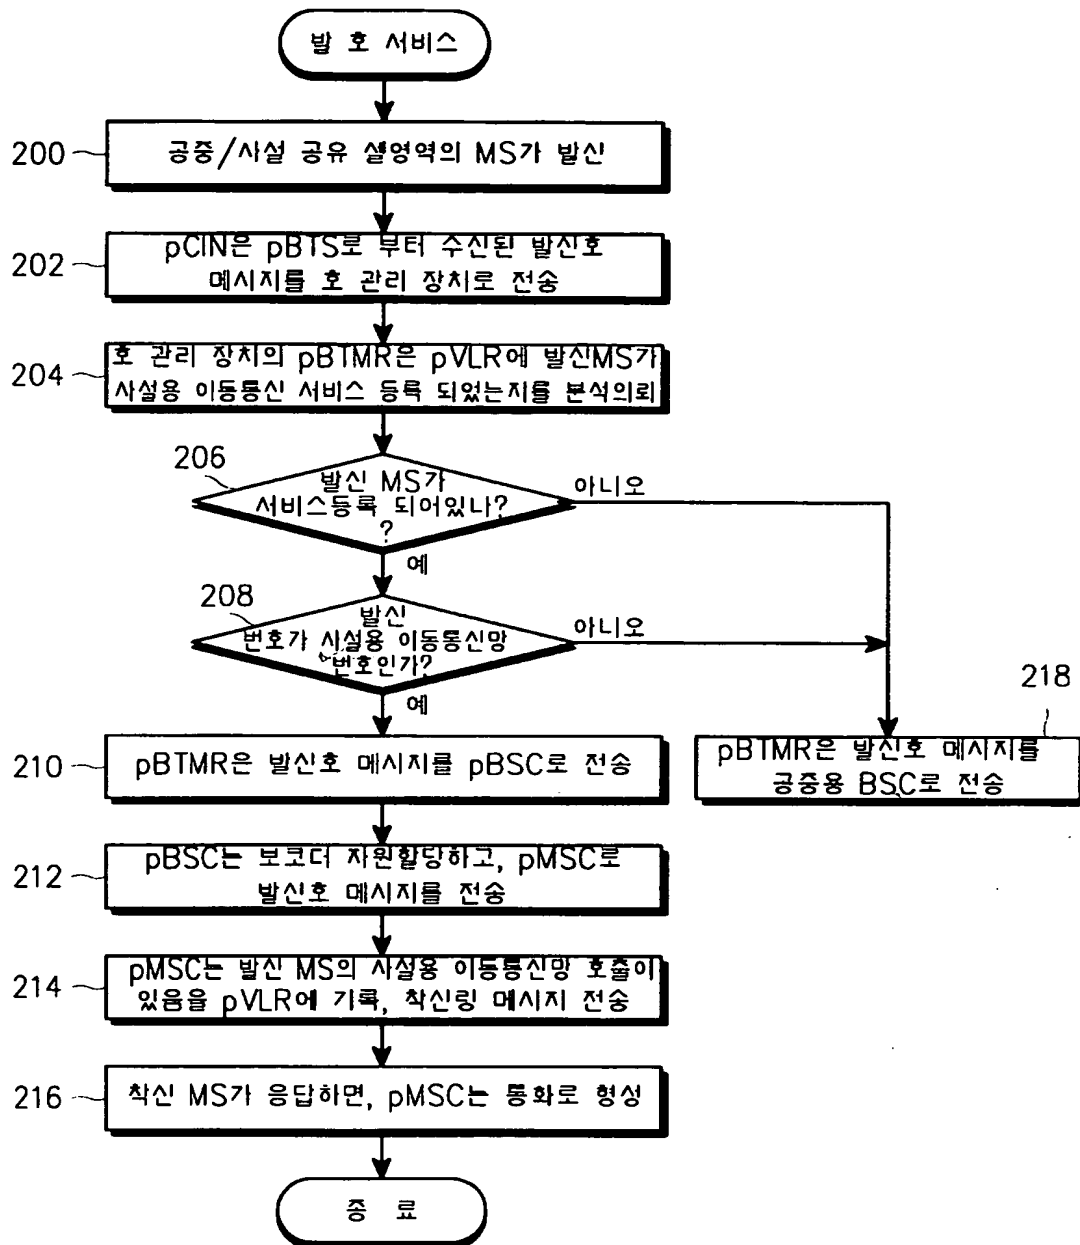 발 호 서비스
200
공중/사설 공유 셀영역의 MS가 발신
202
pCIN은 pBTS로 부터 수신된 발신호
메시지를 호 관리 장치로 전송
204
호 관리 장치의 pBTMR은 pVLR에 발신MS가
사설용 이동통신 서비스 등록 되었는지를 분석의뢰
206
발신 MS가
서비스등록 되어있나?
?
아니오
예
208
발신
번호가 사설용 이동통신망
번호인가?
아니오
예
218
210
pBTMR은 발신호 메시지를 pBSC로 전송
pBTMR은 발신호 메시지를
공중용 BSC로 전송
212
pBSC는 보코더 자원할당하고, pMSC로
발신호 메시지를 전송
214
pMSC는 발신 MS의 사설용 이동통신망 호출이
있음을 pVLR에 기록, 착신링 메시지 전송
216
착신 MS가 응답하면, pMSC는 통화로 형성
종 료